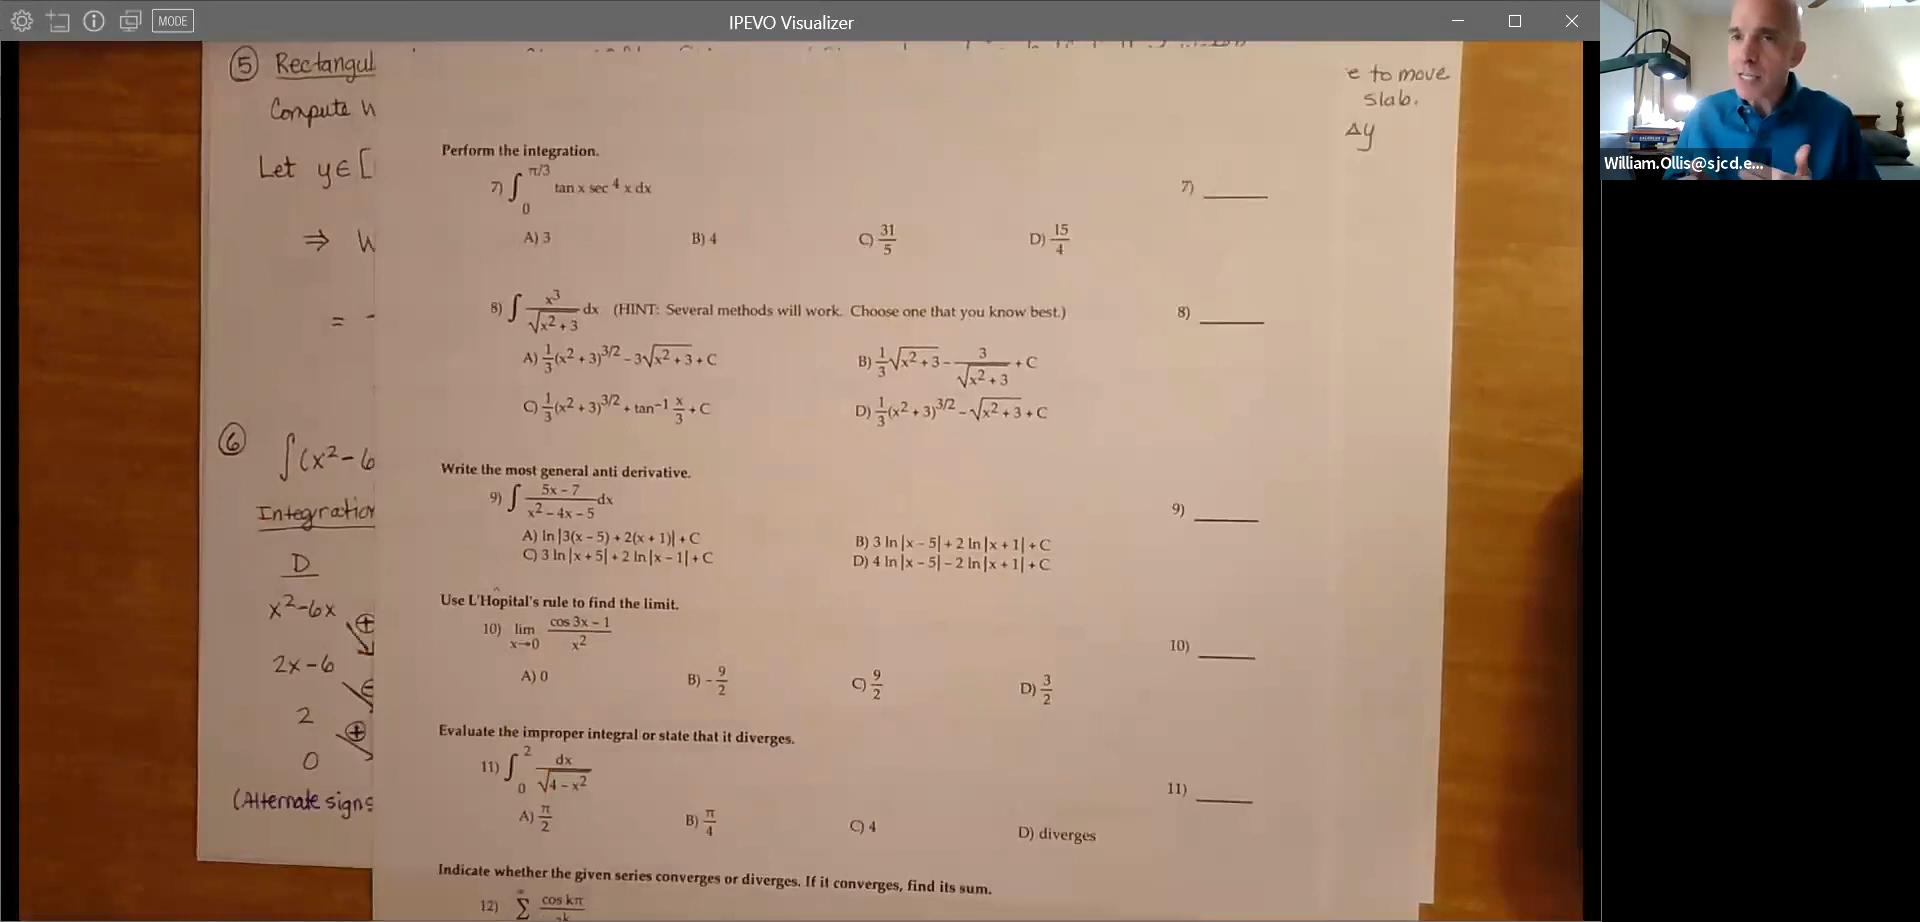 MODE
IPEVO Visualizer
William.Ollis@sjcd.e...
⑤ Rectangul
Compute W
Let y ∈ [
⇒ W
=
e to move
slab.
Δy
⑥ ∫(x² - 6
Integration
D
x² - 6x
⊕
2x - 6
2
⊕
0
(Alternate signs
Perform the integration.
7) ∫₀^(π/3) tan x sec⁴ x dx
7) ______
A) 3 B) 4 C) 31/5 D) 15/4
8) ∫ x³/√(x² + 3) dx (HINT: Several methods will work. Choose one that you know best.)
8) ______
A) 1/3(x² + 3)^(3/2) - 3√(x² + 3) + C B) 1/3√(x² + 3) - 3/√(x² + 3) + C
C) 1/3(x² + 3)^(3/2) + tan⁻¹ x/3 + C D) 1/3(x² + 3)^(3/2) - √(x² + 3) + C
Write the most general anti derivative.
9) ∫ (5x - 7)/(x² - 4x - 5) dx
9) ______
A) ln |3(x - 5) + 2(x + 1)| + C B) 3 ln |x - 5| + 2 ln |x + 1| + C
C) 3 ln |x + 5| + 2 ln |x - 1| + C D) 4 ln |x - 5| - 2 ln |x + 1| + C
Use L'Hôpital's rule to find the limit.
10) lim x→0 (cos 3x - 1)/x²
10) ______
A) 0 B) -9/2 C) 9/2 D) 3/2
Evaluate the improper integral or state that it diverges.
11) ∫₀² dx/√(4 - x²)
11) ______
A) π/2 B) π/4 C) 4 D) diverges
Indicate whether the given series converges or diverges. If it converges, find its sum.
12) ∞ Σ cos kπ